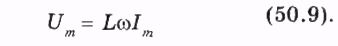 U_m = LωI_m (50.9).